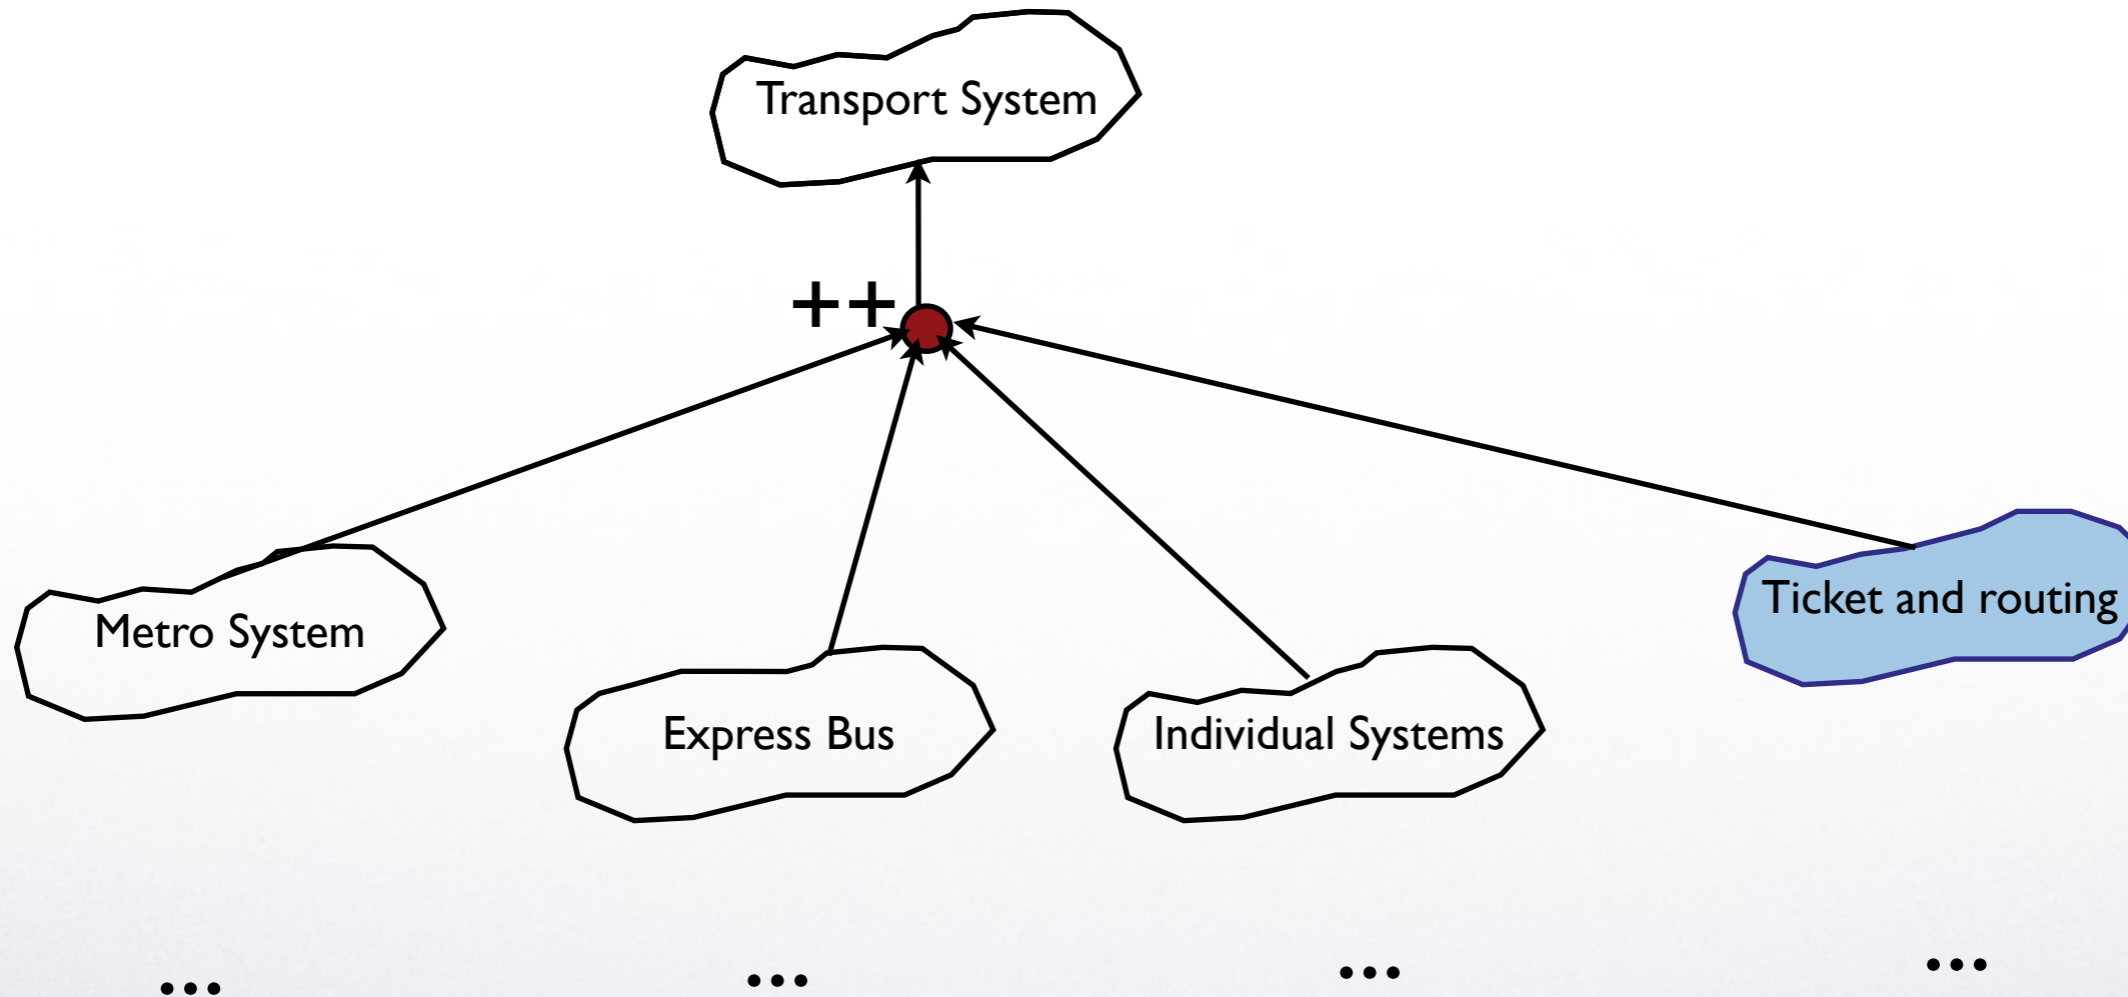 Transport System
++
Metro System
Express Bus
Individual Systems
Ticket and routing
...
...
...
...